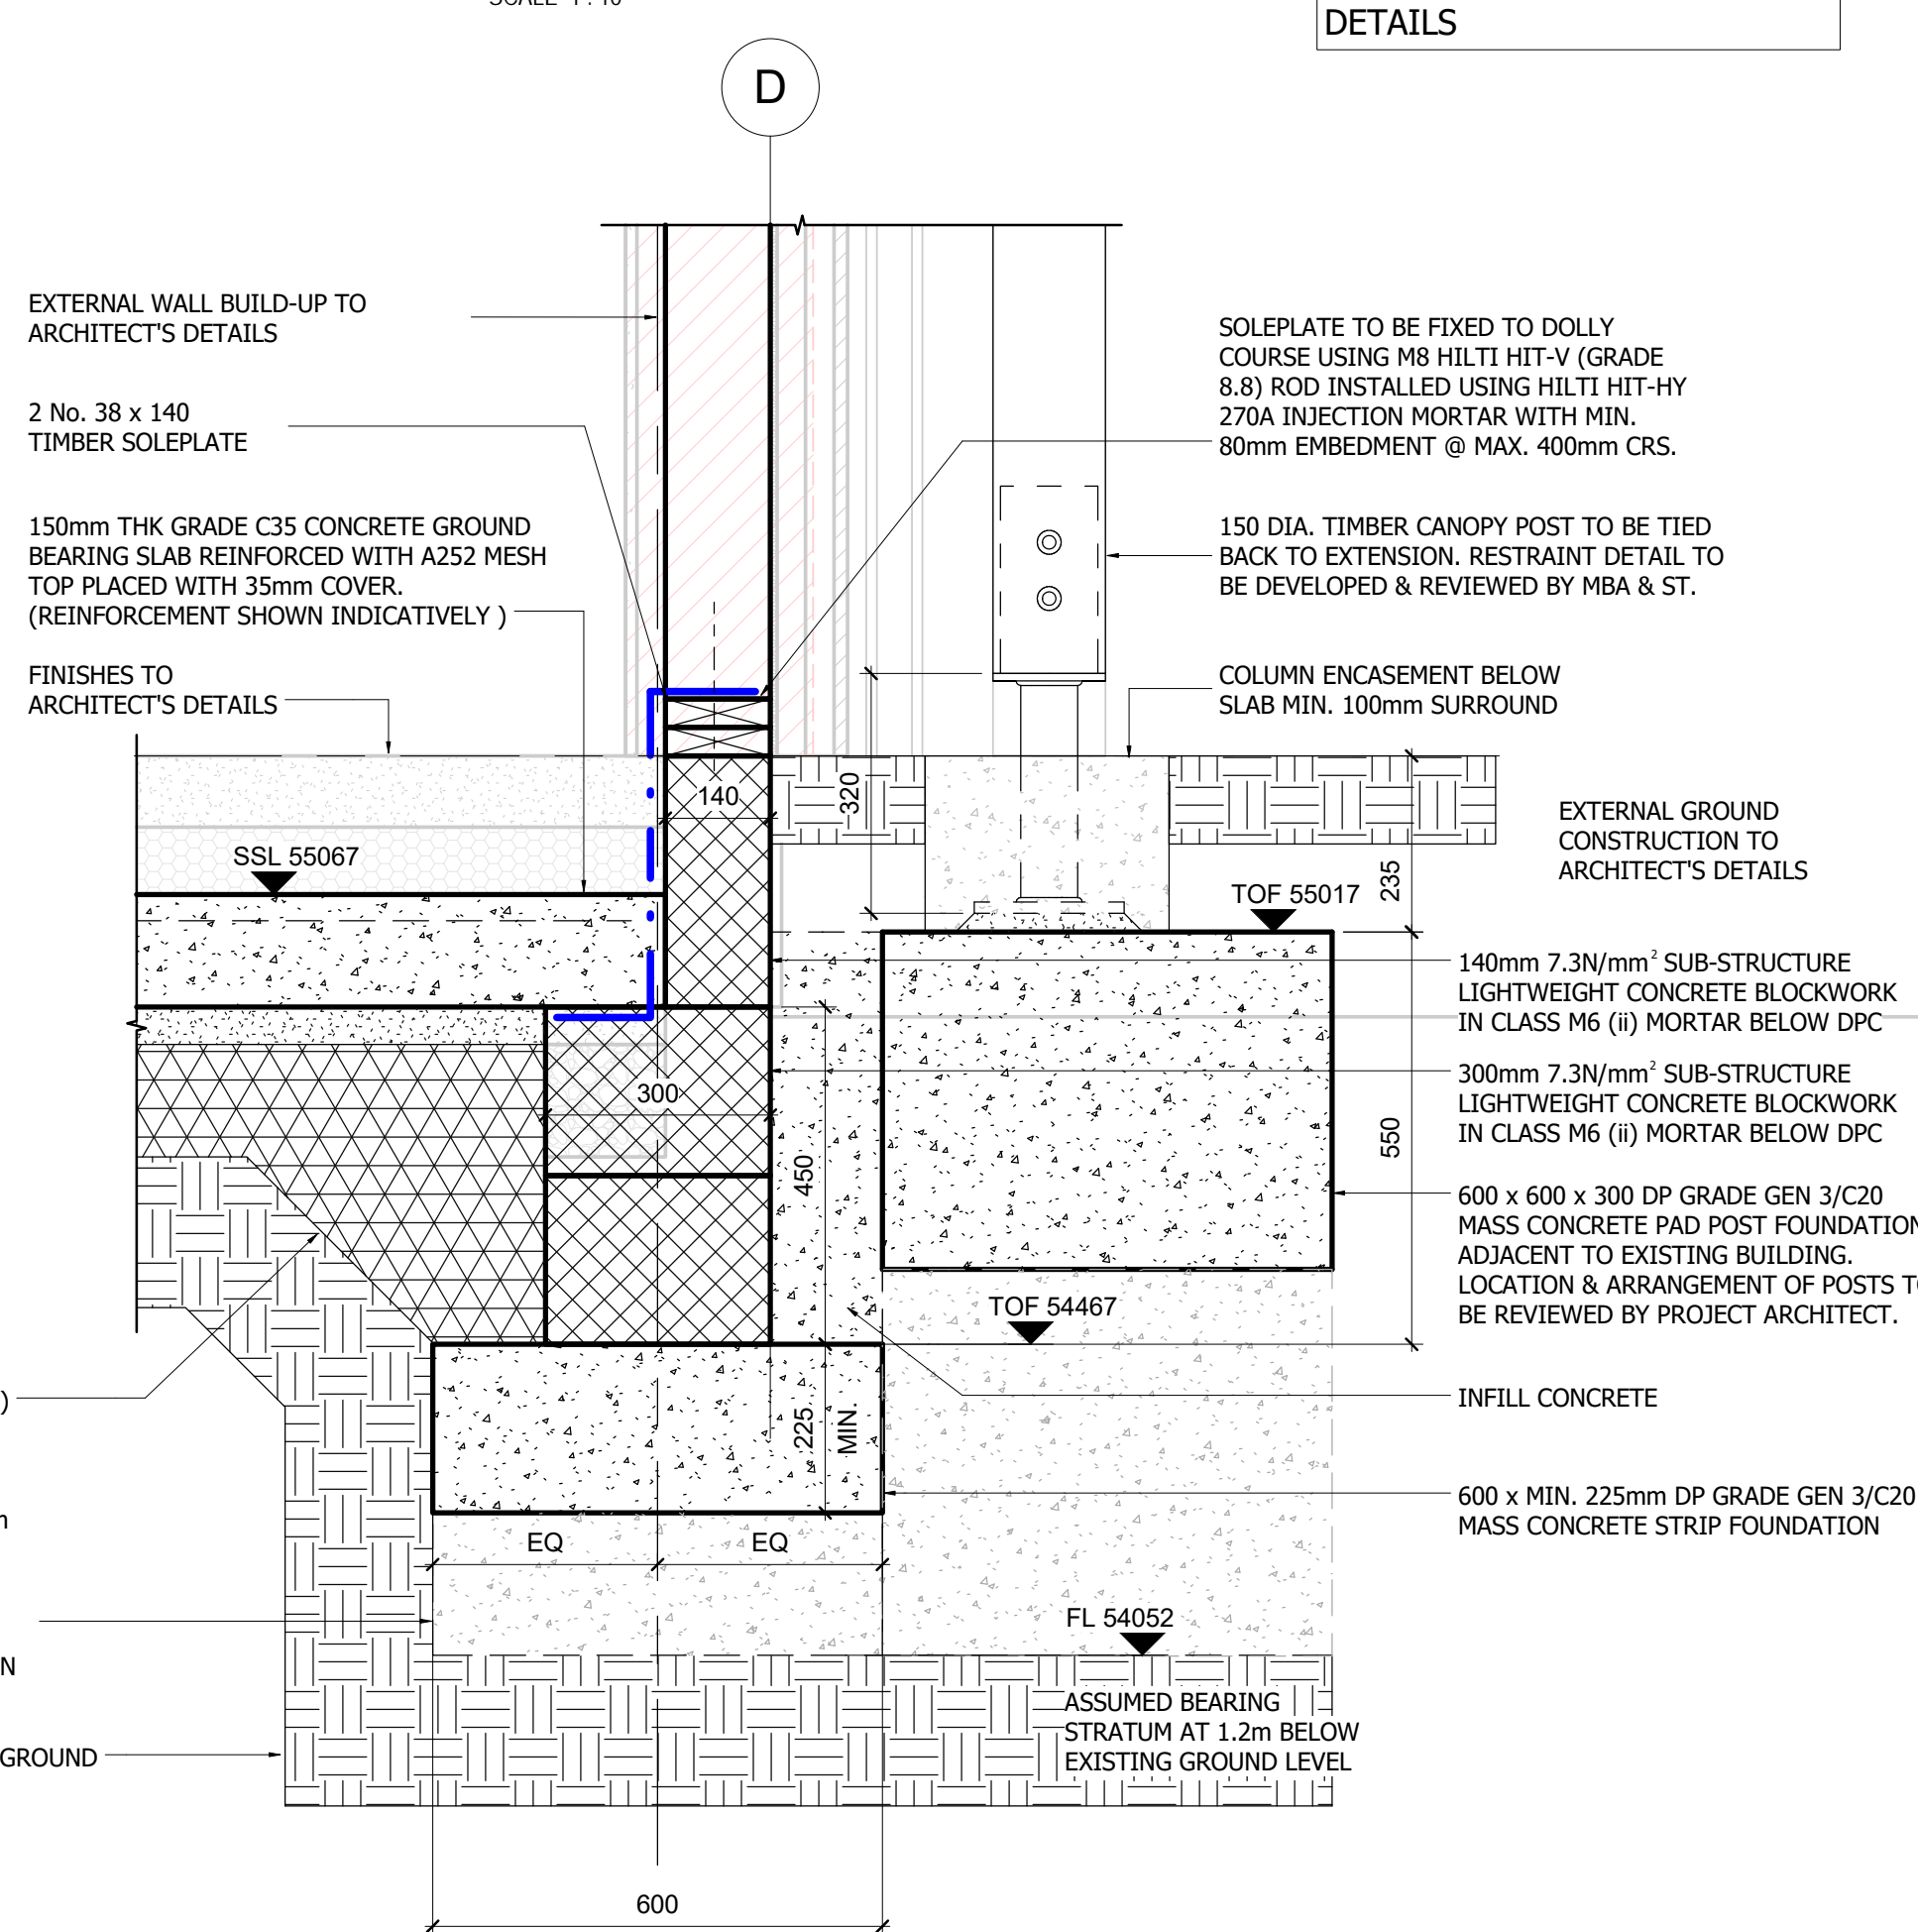 DETAILS
D
EXTERNAL WALL BUILD-UP TO
ARCHITECT'S DETAILS
2 No. 38 x 140
TIMBER SOLEPLATE
150mm THK GRADE C35 CONCRETE GROUND
BEARING SLAB REINFORCED WITH A252 MESH
TOP PLACED WITH 35mm COVER.
(REINFORCEMENT SHOWN INDICATIVELY )
FINISHES TO
ARCHITECT'S DETAILS
SOLEPLATE TO BE FIXED TO DOLLY
COURSE USING M8 HILTI HIT-V (GRADE
8.8) ROD INSTALLED USING HILTI HIT-HY
270A INJECTION MORTAR WITH MIN.
80mm EMBEDMENT @ MAX. 400mm CRS.
150 DIA. TIMBER CANOPY POST TO BE TIED
BACK TO EXTENSION. RESTRAINT DETAIL TO
BE DEVELOPED & REVIEWED BY MBA & ST.
COLUMN ENCASEMENT BELOW
SLAB MIN. 100mm SURROUND
140
320
235
EXTERNAL GROUND
CONSTRUCTION TO
ARCHITECT'S DETAILS
SSL 55067
TOF 55017
140mm 7.3N/mm² SUB-STRUCTURE
LIGHTWEIGHT CONCRETE BLOCKWORK
IN CLASS M6 (ii) MORTAR BELOW DPC
300mm 7.3N/mm² SUB-STRUCTURE
LIGHTWEIGHT CONCRETE BLOCKWORK
IN CLASS M6 (ii) MORTAR BELOW DPC
300
450
550
600 x 600 x 300 DP GRADE GEN 3/C20
MASS CONCRETE PAD POST FOUNDATION
ADJACENT TO EXISTING BUILDING.
LOCATION & ARRANGEMENT OF POSTS
BE REVIEWED BY PROJECT ARCHITECT.
TOF 54467
)
INFILL CONCRETE
225
MIN.
600 x MIN. 225mm DP GRADE GEN 3/C20
MASS CONCRETE STRIP FOUNDATION
m
EQ
EQ
FL 54052
N
ASSUMED BEARING
STRATUM AT 1.2m BELOW
EXISTING GROUND LEVEL
GROUND
600